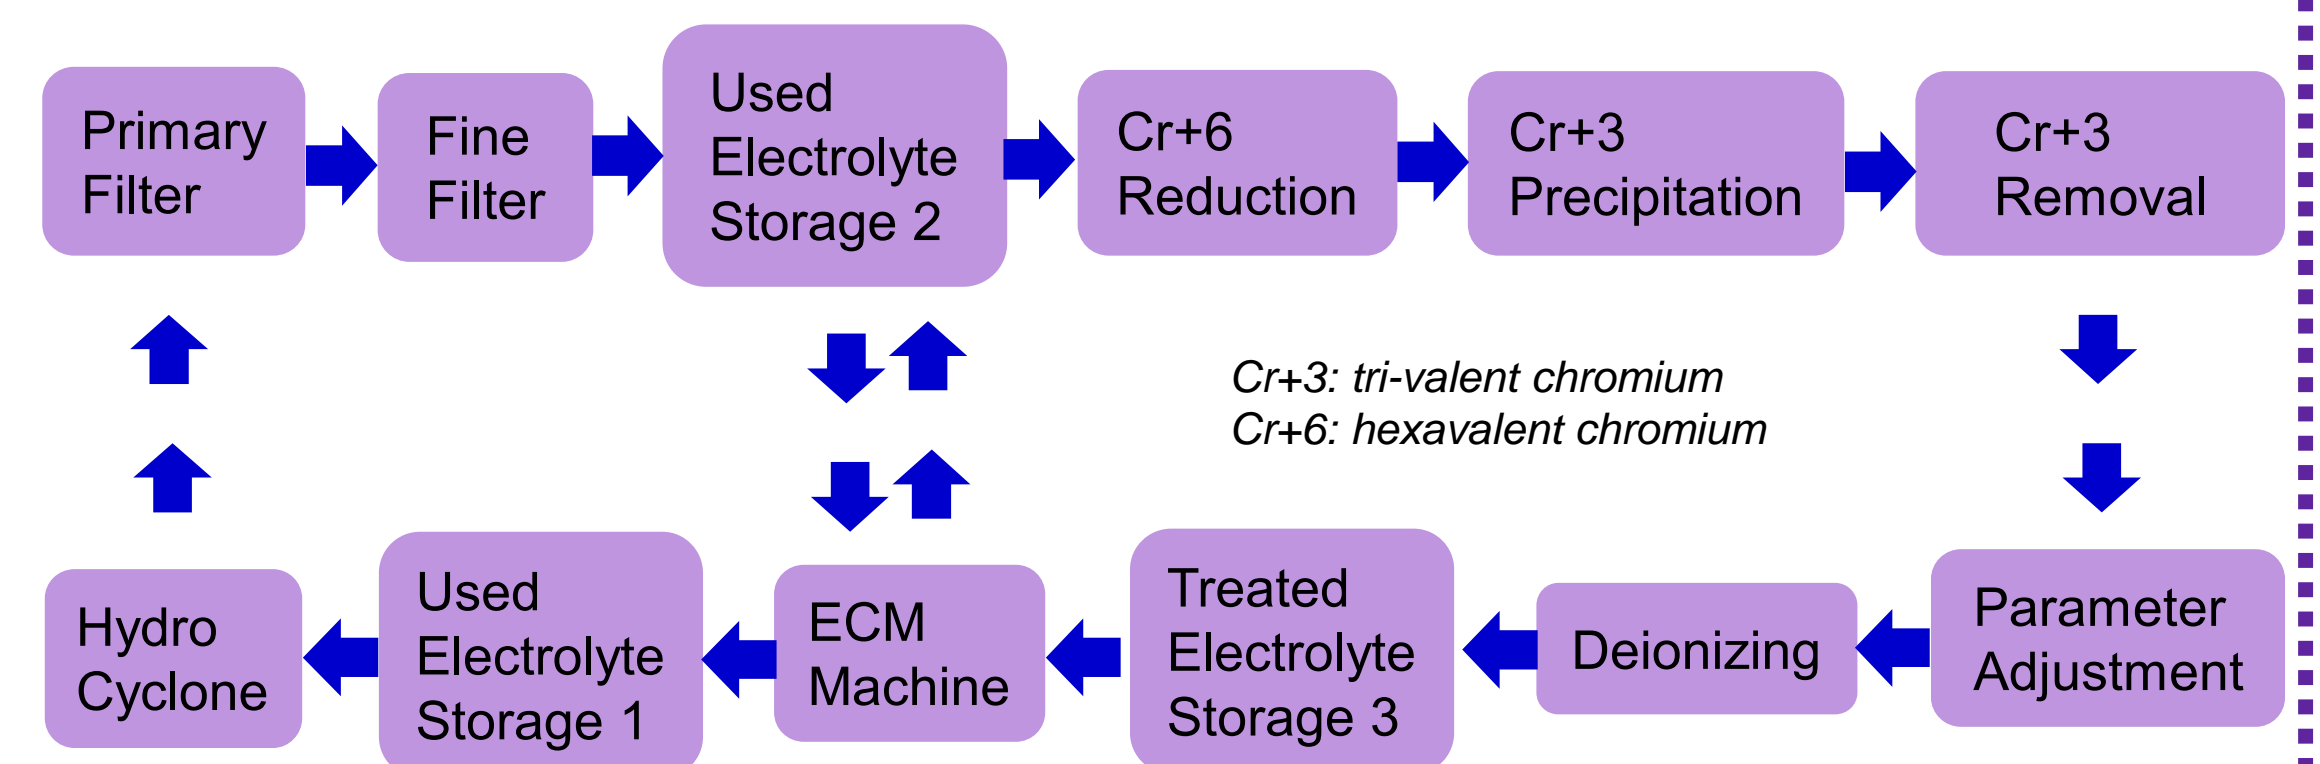 Primary
Filter
Fine
Filter
Used
Electrolyte
Storage 2
Cr+6
Reduction
Cr+3
Precipitation
Cr+3
Removal
Cr+3: tri-valent chromium
Cr+6: hexavalent chromium
Hydro
Cyclone
Used
Electrolyte
Storage 1
ECM
Machine
Treated
Electrolyte
Storage 3
Deionizing
Parameter
Adjustment